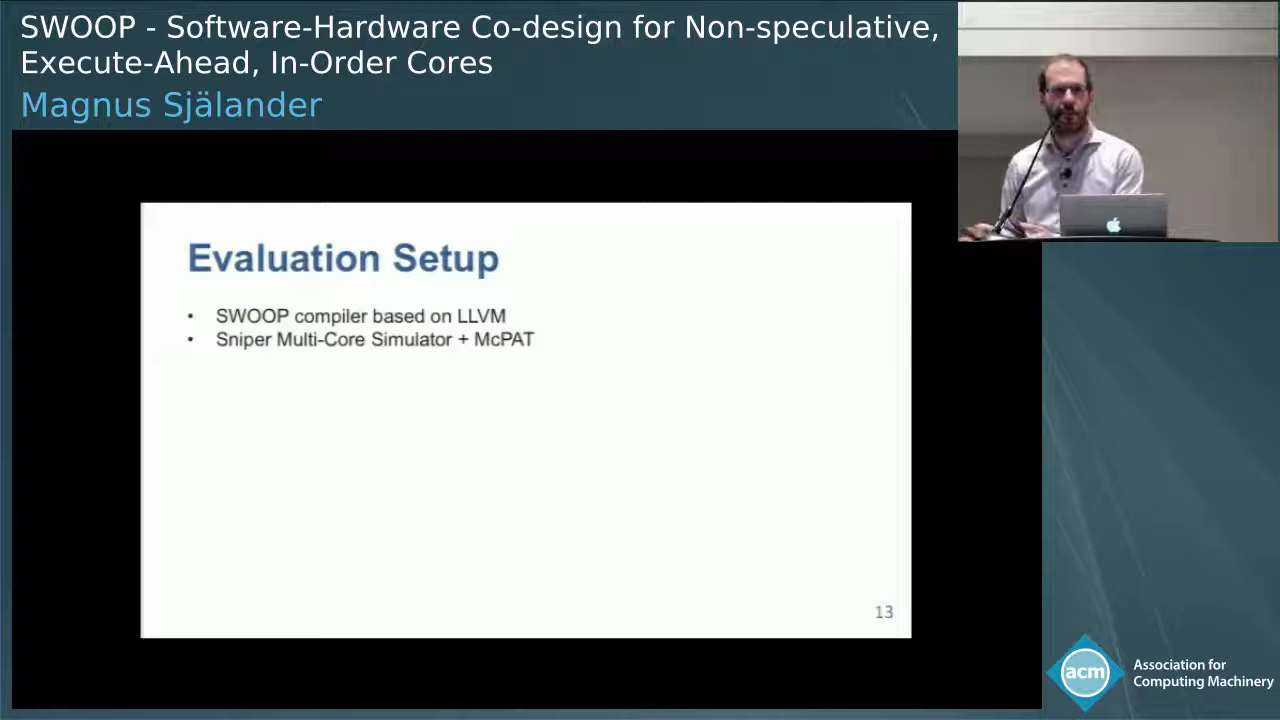 SWOOP - Software-Hardware Co-design for Non-speculative,
Execute-Ahead, In-Order Cores
Magnus Själander
Evaluation Setup
• SWOOP compiler based on LLVM
• Sniper Multi-Core Simulator + McPAT
13
acm
Association for
Computing Machinery